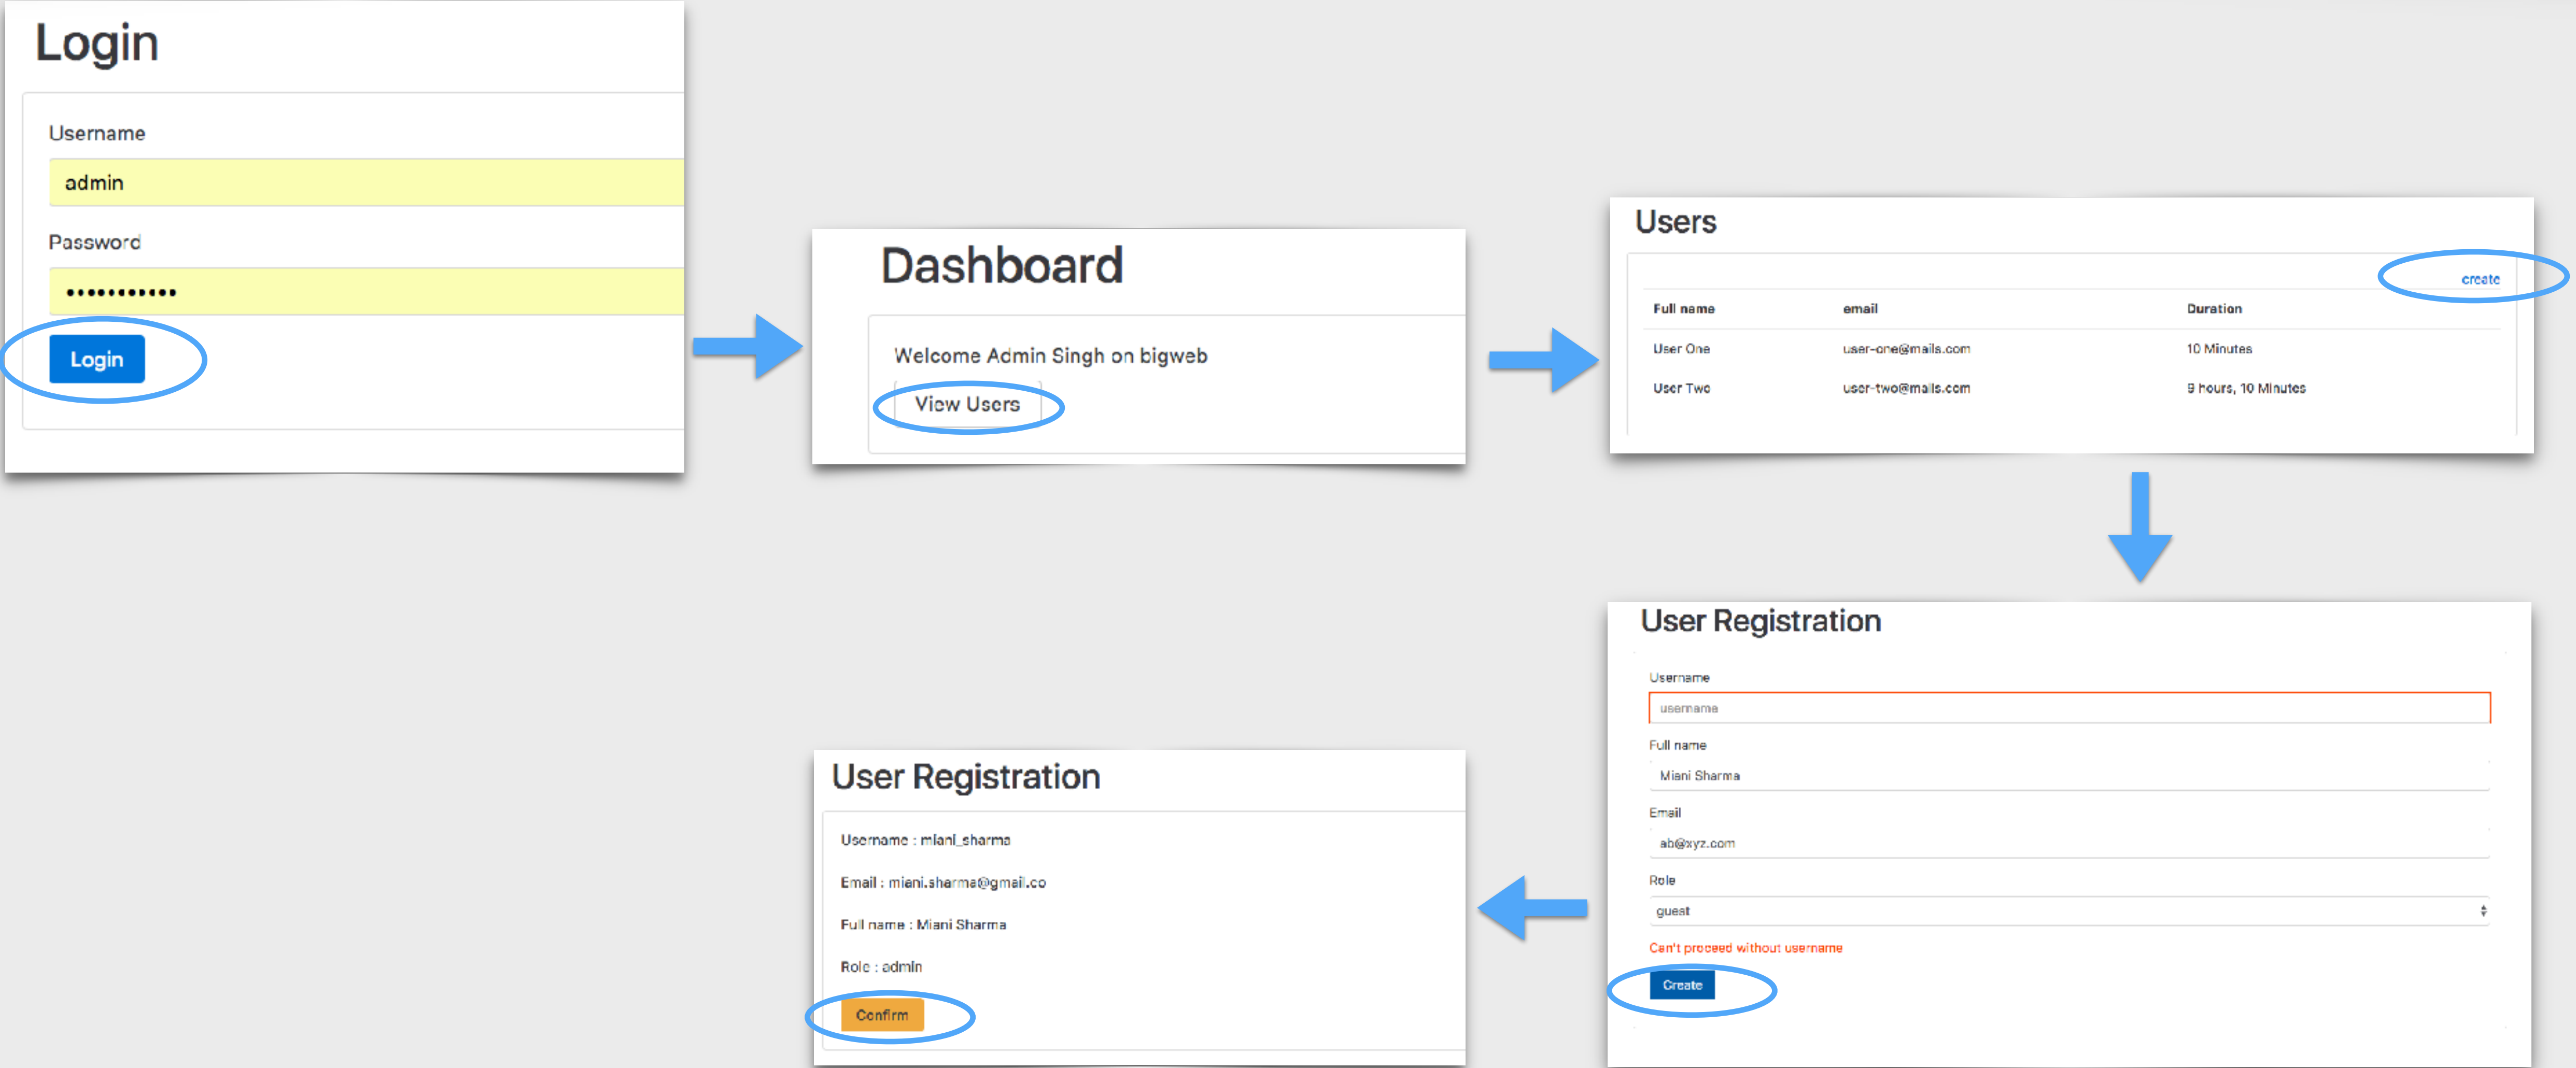 Login
Username
admin
Password
•••••••••••
Login
Dashboard
Welcome Admin Singh on bigweb
View Users
Users
create
Full name email Duration
User One user-one@mails.com 10 Minutes
User Two user-two@mails.com 9 hours, 10 Minutes
User Registration
Username
username
Full name
Miani Sharma
Email
ab@xyz.com
Role
guest
Can't proceed without username
Create
User Registration
Username : miani_sharma
Email : miani.sharma@gmail.co
Full name : Miani Sharma
Role : admin
Confirm